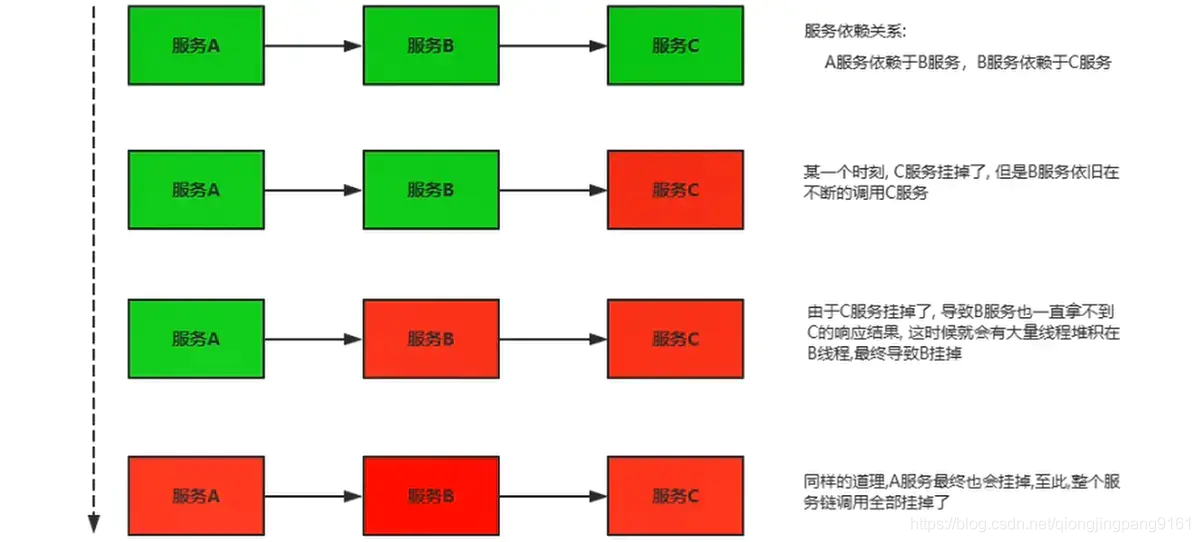 服务A
服务B
服务C
服务依赖关系:
A服务依赖于B服务，B服务依赖于C服务
服务A
服务B
服务C
某一个时刻, C服务挂掉了, 但是B服务依旧在
不断的调用C服务
服务A
服务B
服务C
由于C服务挂掉了, 导致B服务也一直拿不到
C的响应结果, 这时候就会有大量线程堆积在
B线程,最终导致B挂掉
服务A
服务B
服务C
同样的道理,A服务最终也会挂掉,至此,整个服
务链调用全部挂掉了
https://blog.csdn.net/qiongjingpang9161